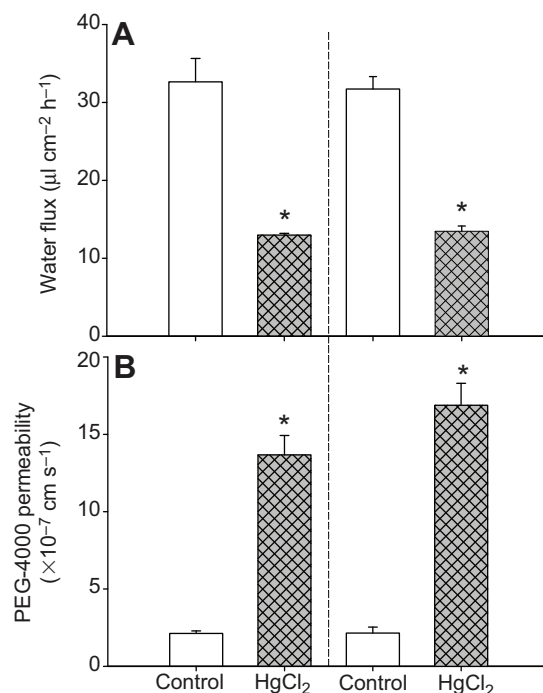 A
Water flux (μl cm⁻² h⁻¹)
40
30
20
10
0
*
*
B
PEG-4000 permeability
(×10⁻⁷ cm s⁻¹)
20
15
10
5
0
*
*
Control HgCl₂ Control HgCl₂